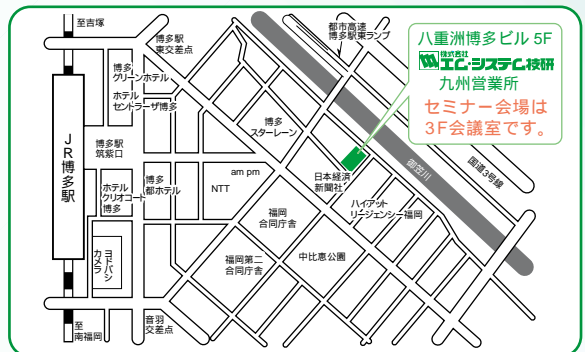 至吉塚
博多駅
東交差点
都市高速
博多駅東ランプ
八重洲博多ビル 5F
株式会社
エム・システム技研
九州営業所
セミナー会場は
3F会議室です。
博多
グリーンホテル
ホテル
セントラーザ博多
博多
スターレーン
JR博多駅
博多駅
筑紫口
御笠川
国道3号線
am pm
日本経済
新聞社
ホテル
クリオコート
博多
博多
都ホテル
NTT
ハイアット
リージェンシー福岡
福岡
合同庁舎
ヨドバシ
カメラ
福岡第二
合同庁舎
中比恵公園
至
南福岡
音羽
交差点